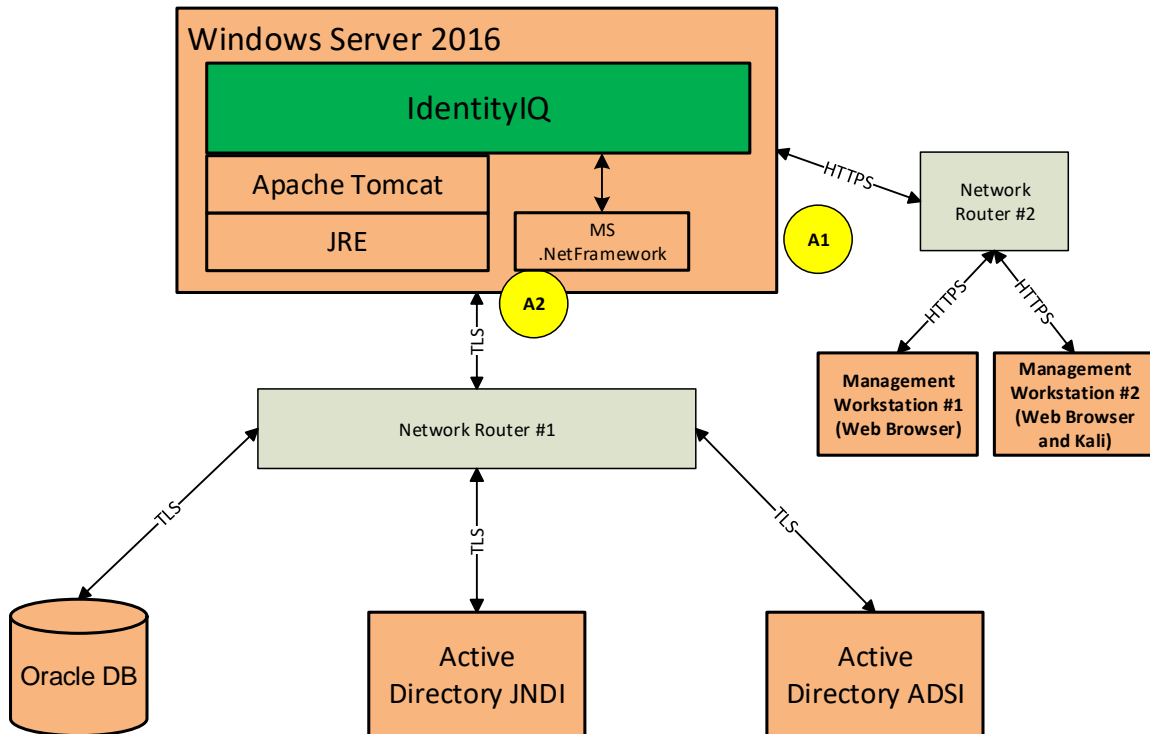 Windows Server 2016
IdentityIQ
Apache Tomcat
JRE
MS
.NetFramework
A1
A2
HTTPS
Network
Router #2
HTTPS
HTTPS
Management
Workstation #1
(Web Browser)
Management
Workstation #2
(Web Browser
and Kali)
TLS
Network Router #1
TLS
TLS
TLS
Oracle DB
Active
Directory JNDI
Active
Directory ADSI